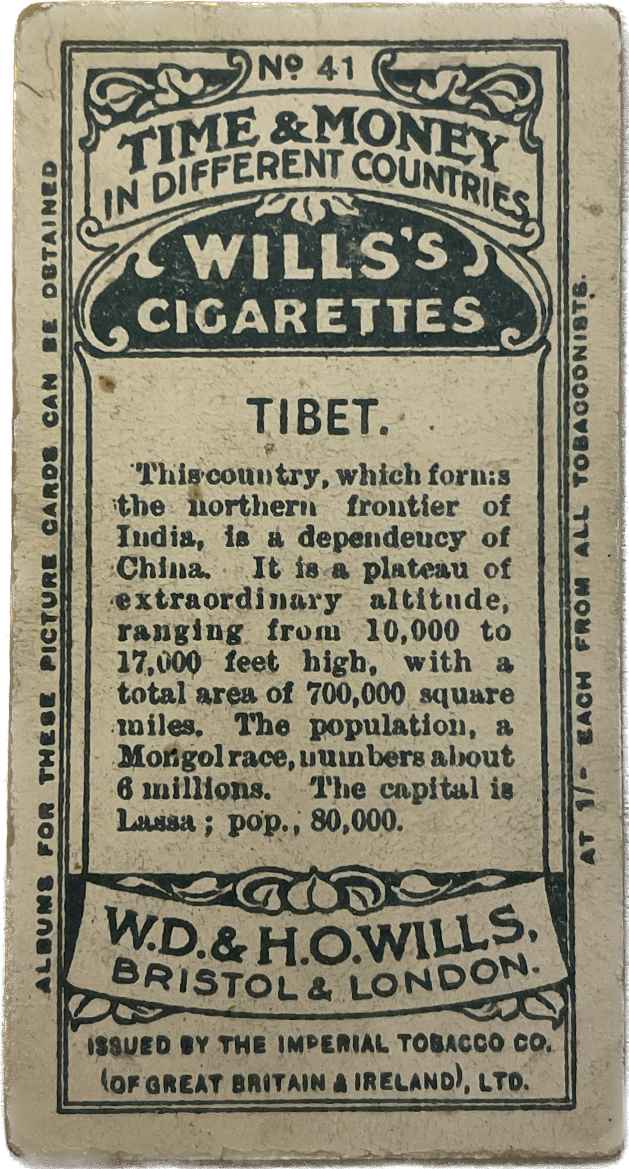 Nº 41
TIME & MONEY
IN DIFFERENT COUNTRIES
WILLS'S
CIGARETTES
TIBET.
This country, which forms
the northern frontier of
India, is a dependency of
China. It is a plateau of
extraordinary altitude,
ranging from 10,000 to
17,000 feet high, with a
total area of 700,000 square
miles. The population, a
Mongol race, numbers about
6 millions. The capital is
Lassa; pop., 80,000.
W.D. & H.O. WILLS,
BRISTOL & LONDON.
ISSUED BY THE IMPERIAL TOBACCO CO.
(OF GREAT BRITAIN & IRELAND), LTD.
ALBUMS FOR THESE PICTURE CARDS CAN BE OBTAINED
AT 1/- EACH FROM ALL TOBACCONISTS.